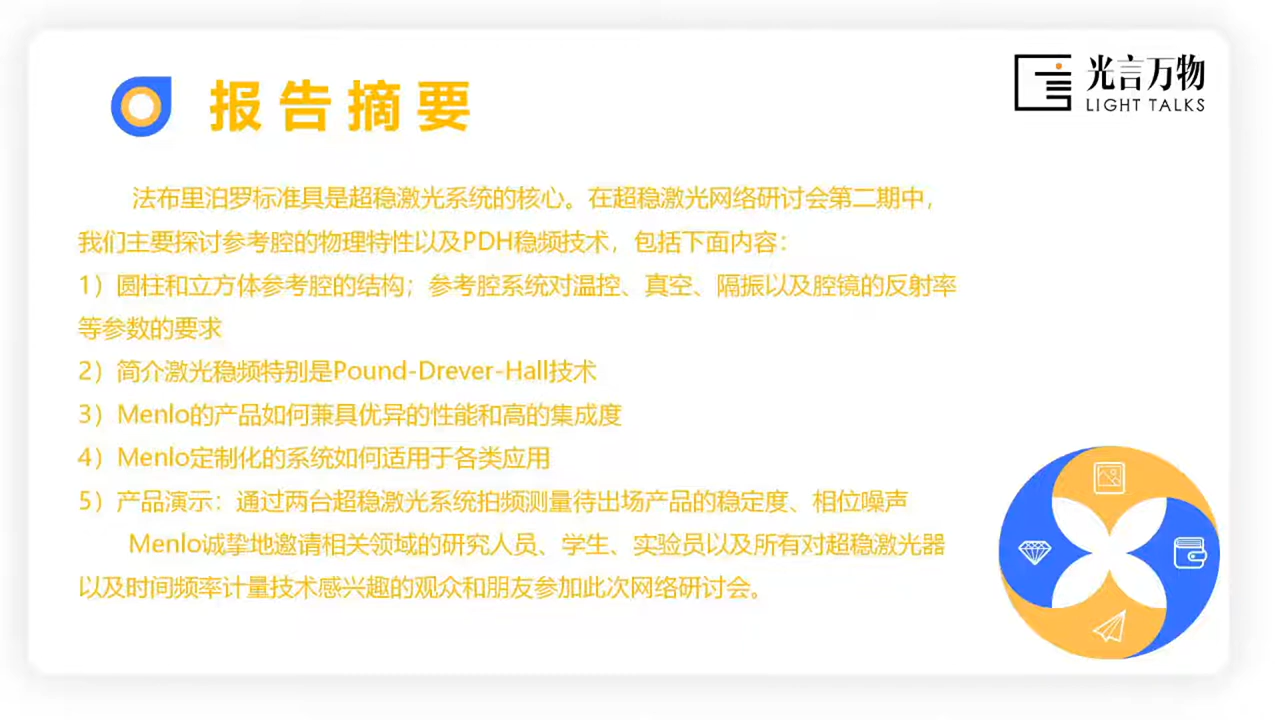 报告摘要
光言万物
LIGHT TALKS
法布里泊罗标准具是超稳激光系统的核心。在超稳激光网络研讨会第二期中,
我们主要探讨参考腔的物理特性以及PDH稳频技术，包括下面内容：
1）圆柱和立方体参考腔的结构；参考腔系统对温控、真空、隔振以及腔镜的反射率
等参数的要求
2）简介激光稳频特别是Pound-Drever-Hall技术
3）Menlo的产品如何兼具优异的性能和高的集成度
4）Menlo定制化的系统如何适用于各类应用
5）产品演示：通过两台超稳激光系统拍频测量待出场产品的稳定度、相位噪声
Menlo诚挚地邀请相关领域的研究人员、学生、实验员以及所有对超稳激光器
以及时间频率计量技术感兴趣的观众和朋友参加此次网络研讨会。